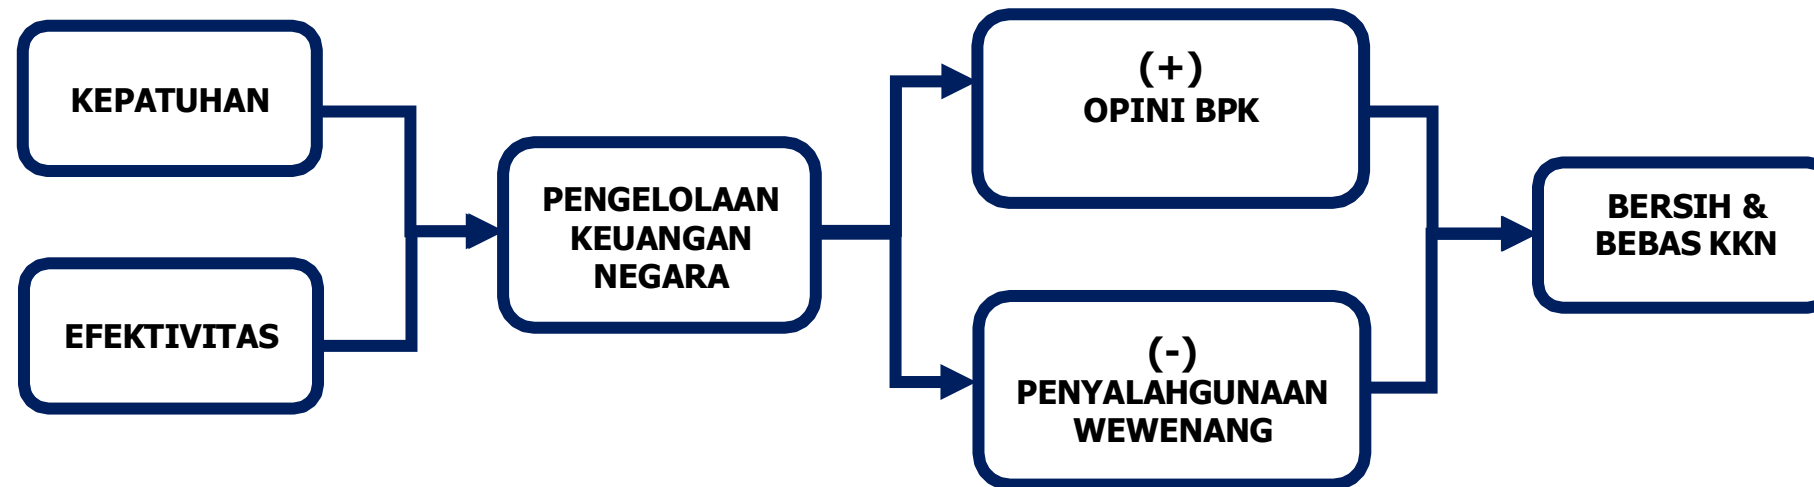 KEPATUHAN
EFEKTIVITAS
PENGELOLAAN
KEUANGAN
NEGARA
(+)
OPINI BPK
(-)
PENYALAHGUNAAN
WEWENANG
BERSIH &
BEBAS KKN